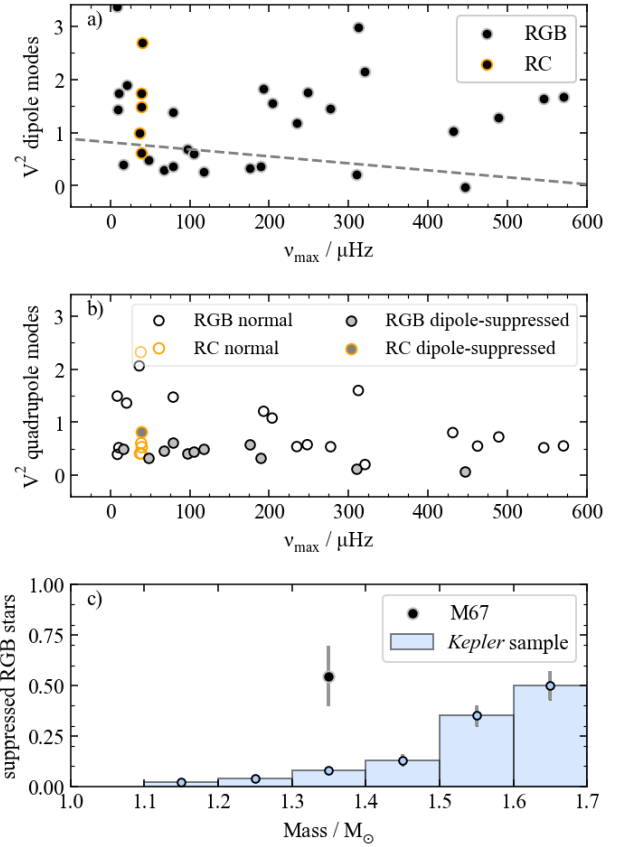 a)
RGB
RC
V² dipole modes
3
2
1
0
0 100 200 300 400 500 600
ν_max / μHz
b)
RGB normal RGB dipole-suppressed
RC normal RC dipole-suppressed
V² quadrupole modes
3
2
1
0
0 100 200 300 400 500 600
ν_max / μHz
c)
M67
Kepler sample
suppressed RGB stars
1.00
0.75
0.50
0.25
0.00
1.0 1.1 1.2 1.3 1.4 1.5 1.6 1.7
Mass / M_⊙